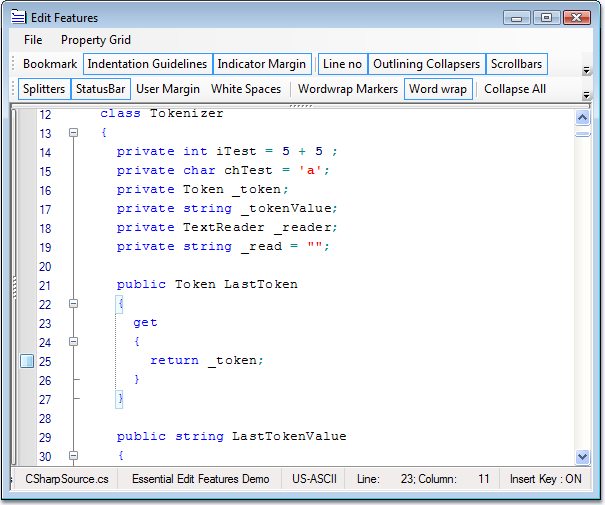 Edit Features
File Property Grid
Bookmark Indentation Guidelines Indicator Margin Line no Outlining Collapsers Scrollbars
Splitters StatusBar User Margin White Spaces Wordwrap Markers Word wrap Collapse All
12 class Tokenizer
13 {
14 private int iTest = 5 + 5 ;
15 private char chTest = 'a';
16 private Token _token;
17 private string _tokenValue;
18 private TextReader _reader;
19 private string _read = "";
20
21 public Token LastToken
22 {
23 get
24 {
25 return _token;
26 }
27 }
28
29 public string LastTokenValue
30 {
CSharpSource.cs Essential Edit Features Demo US-ASCII Line: 23; Column: 11 Insert Key : ON